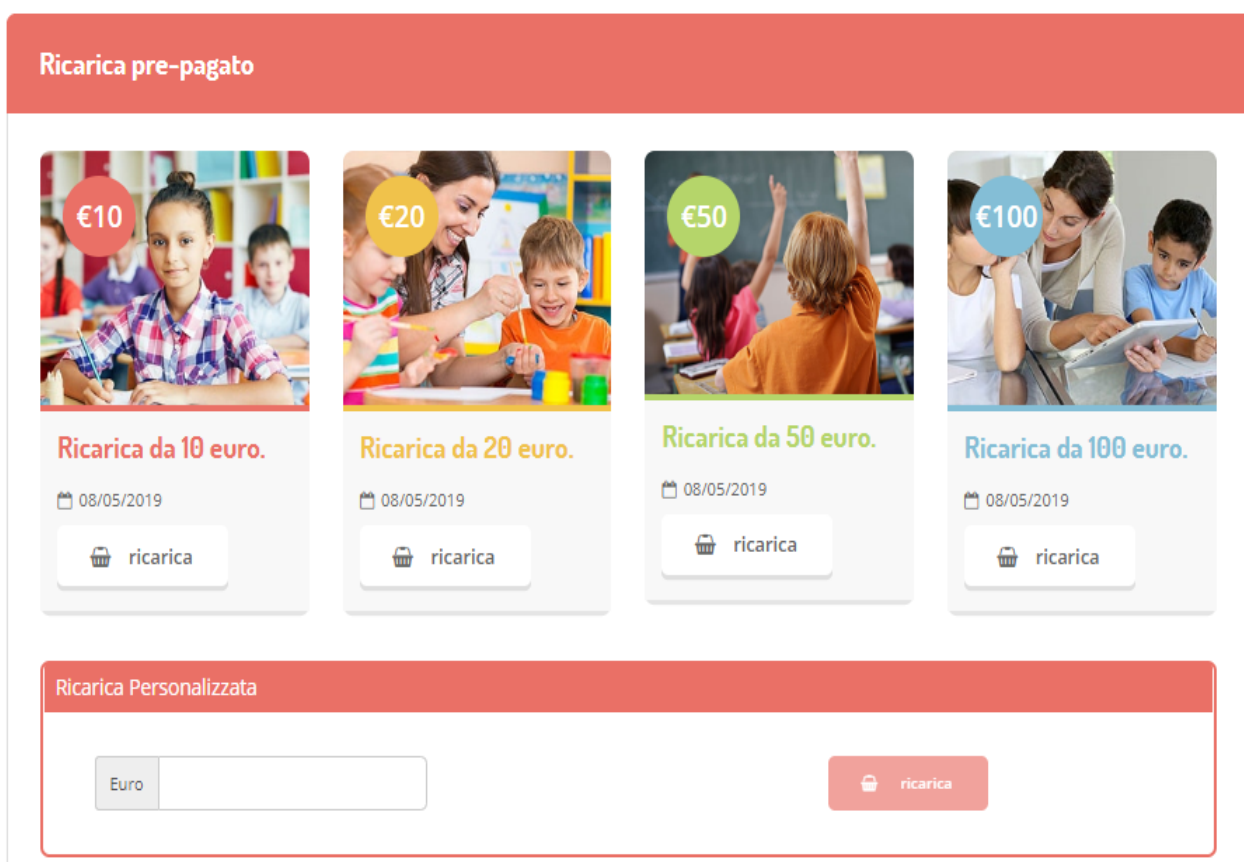 Ricarica pre-pagato
€10
€20
€50
€100
Ricarica da 10 euro.
08/05/2019
ricarica
Ricarica da 20 euro.
08/05/2019
ricarica
Ricarica da 50 euro.
08/05/2019
ricarica
Ricarica da 100 euro.
08/05/2019
ricarica
Ricarica Personalizzata
Euro
ricarica